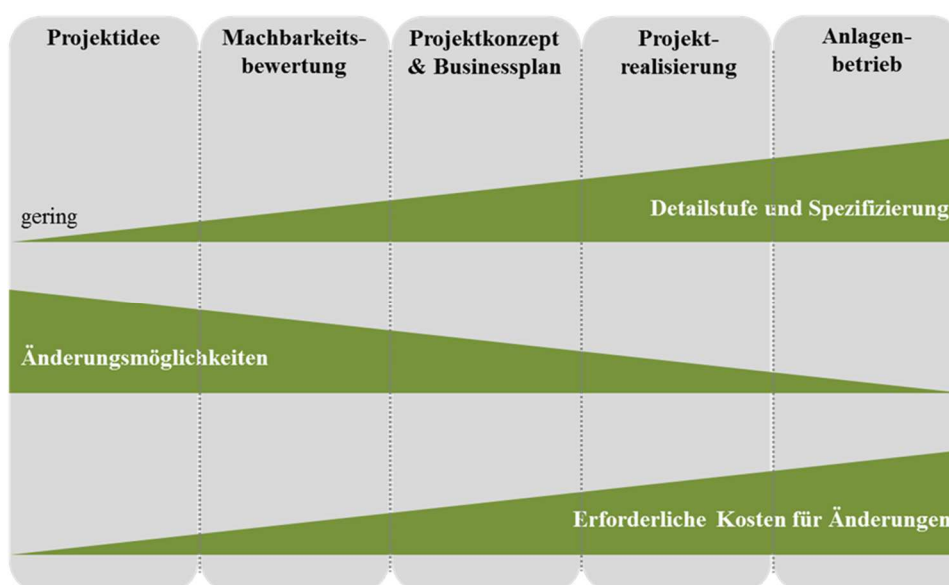 Projektidee
Machbarkeits-
bewertung
Projektkonzept
& Businessplan
Projekt-
realisierung
Anlagen-
betrieb
gering
Detailstufe und Spezifizierung
Änderungsmöglichkeiten
Erforderliche Kosten für Änderungen